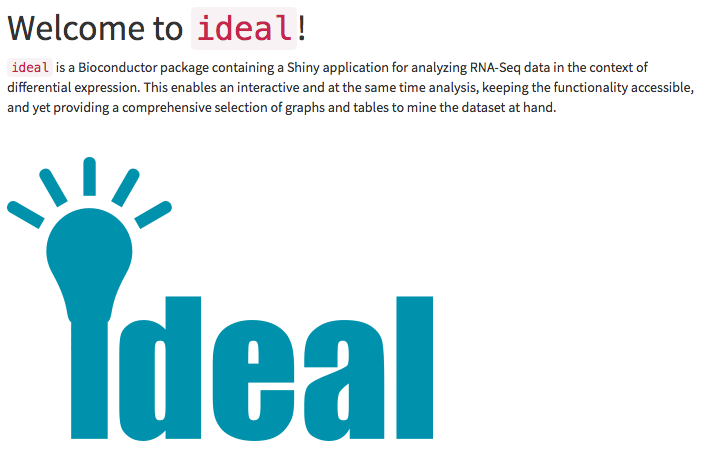 Welcome to ideal!
ideal is a Bioconductor package containing a Shiny application for analyzing RNA-Seq data in the context of
differential expression. This enables an interactive and at the same time analysis, keeping the functionality accessible,
and yet providing a comprehensive selection of graphs and tables to mine the dataset at hand.
ideal